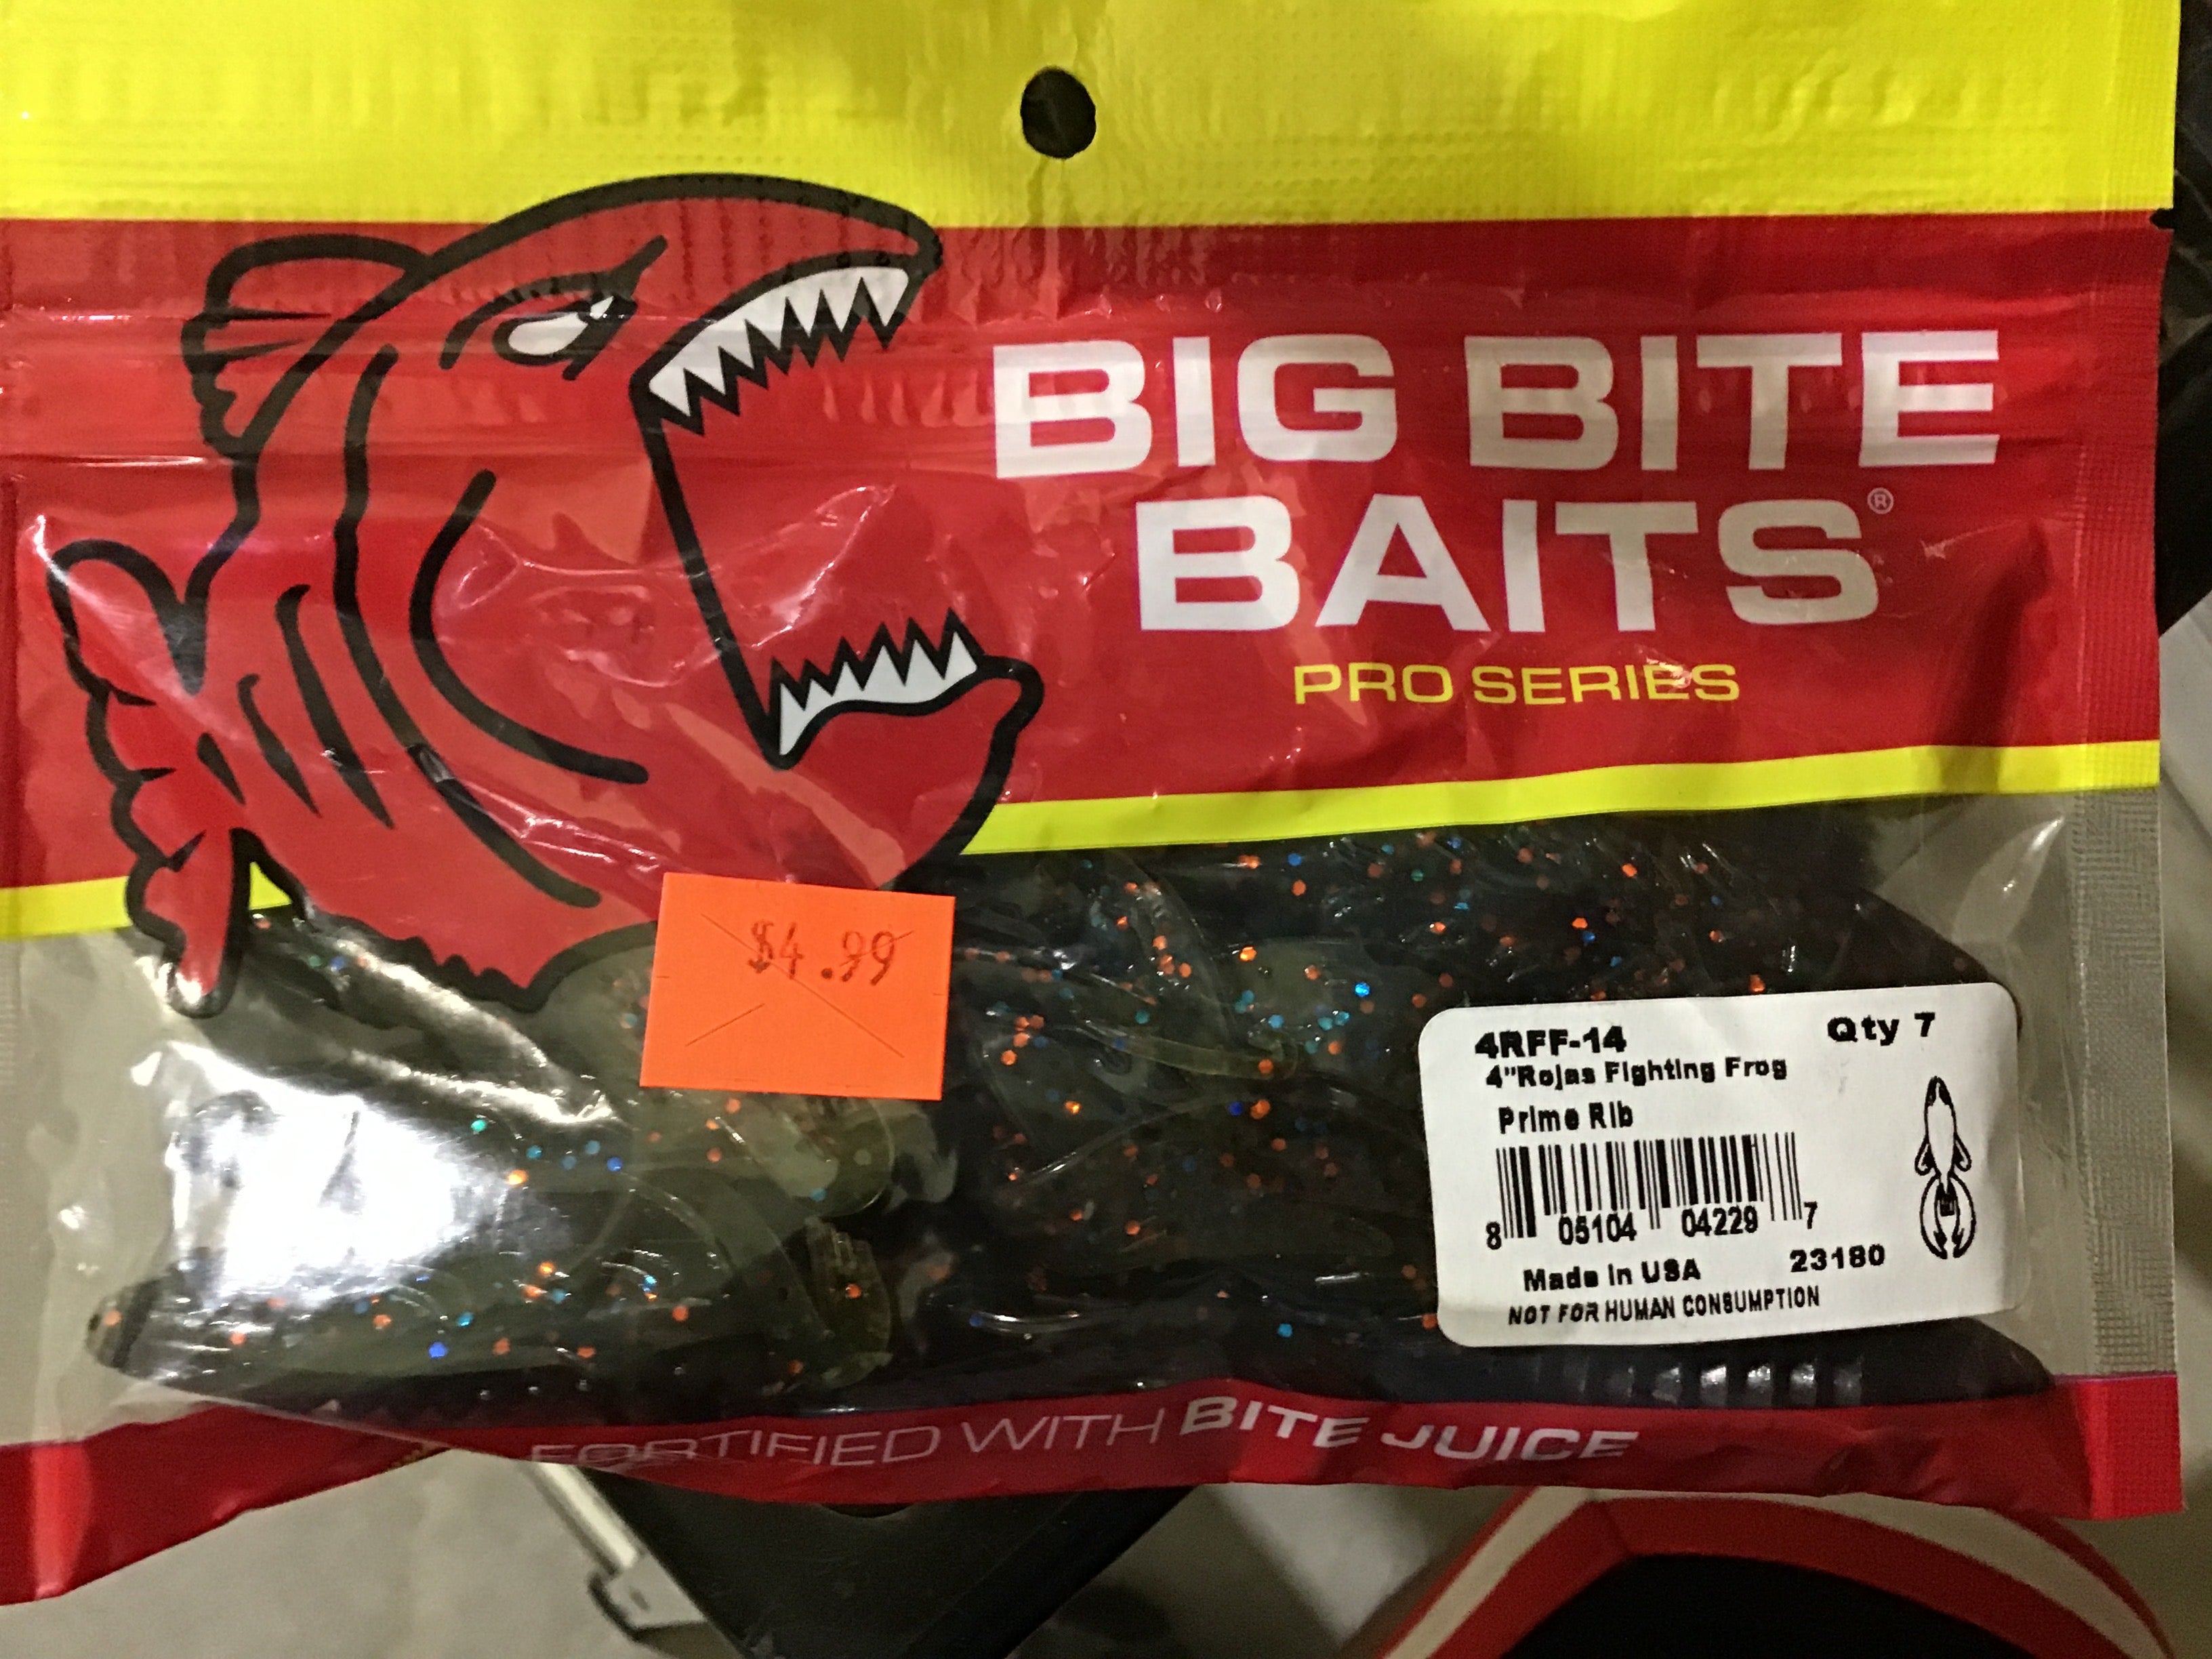 BIG BITE
BAITS®
PRO SERIES
$4.99
4RFF-14
Qty 7
4"Rojas Fighting Frog
Prime Rib
8 05104 04229 7
Made in USA
23180
NOT FOR HUMAN CONSUMPTION
FORTIFIED WITH BITE JUICE